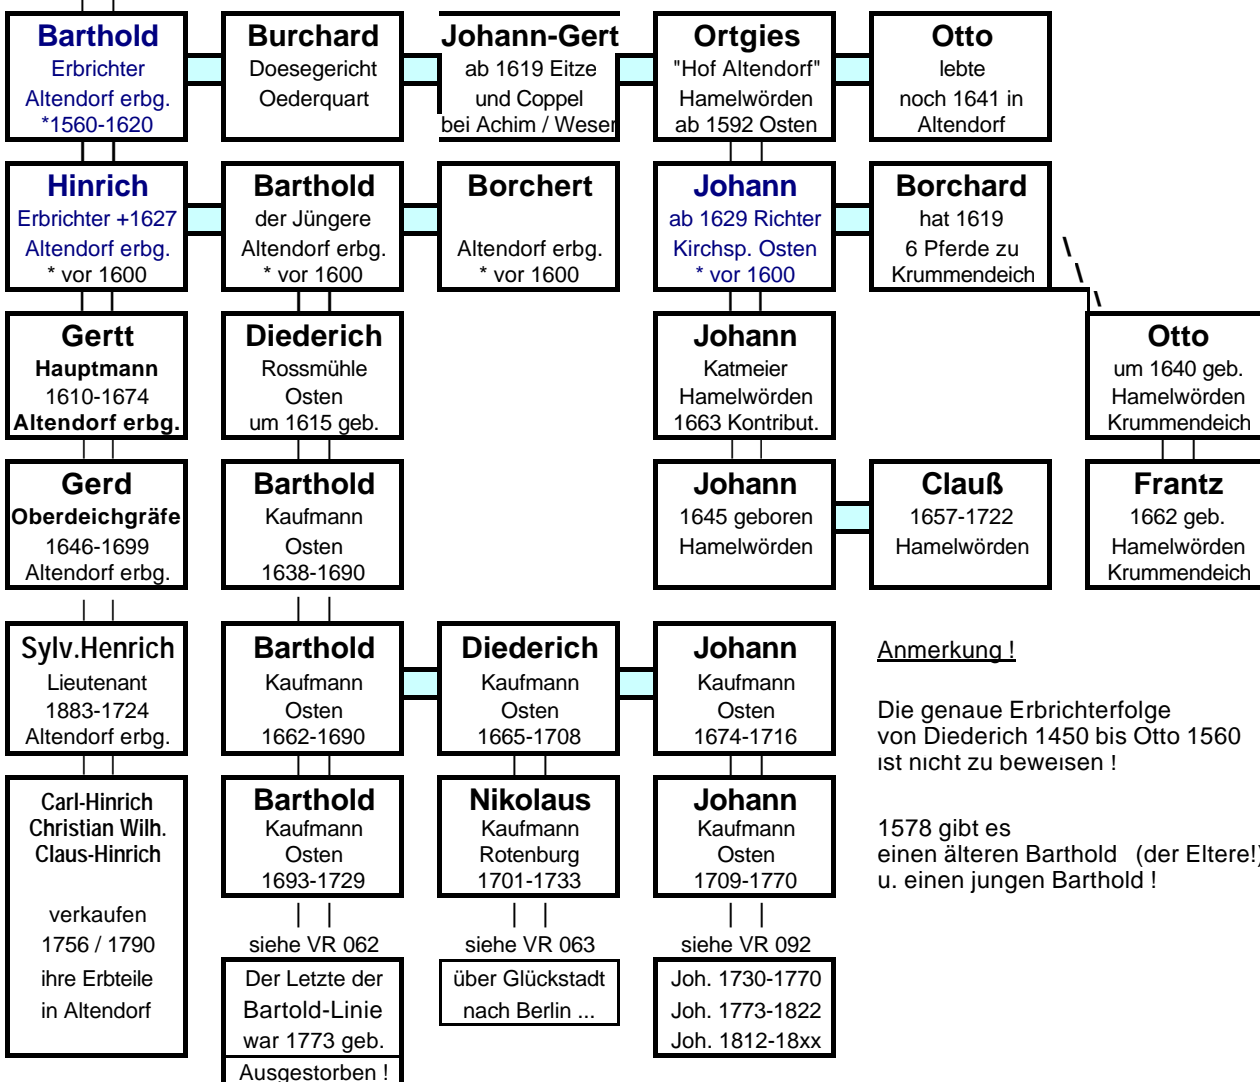 Barthold
Erbrichter
Altendorf erbg.
*1560-1620
Burchard
Doesegericht
Oederquart
Johann-Gert
ab 1619 Eitze
und Coppel
bei Achim / Weser
Ortgies
"Hof Altendorf"
Hamelwörden
ab 1592 Osten
Otto
lebte
noch 1641 in
Altendorf
Hinrich
Erbrichter +1627
Altendorf erbg.
* vor 1600
Barthold
der Jüngere
Altendorf erbg.
* vor 1600
Borchert
Altendorf erbg.
* vor 1600
Johann
ab 1629 Richter
Kirchsp. Osten
* vor 1600
Borchard
hat 1619
6 Pferde zu
Krummendeich
Gertt
Hauptmann
1610-1674
Altendorf erbg.
Diederich
Rossmühle
Osten
um 1615 geb.
Johann
Katmeier
Hamelwörden
1663 Kontribut.
Otto
um 1640 geb.
Hamelwörden
Krummendeich
Gerd
Oberdeichgräfe
1646-1699
Altendorf erbg.
Barthold
Kaufmann
Osten
1638-1690
Johann
1645 geboren
Hamelwörden
Clauß
1657-1722
Hamelwörden
Frantz
1662 geb.
Hamelwörden
Krummendeich
Sylv.Henrich
Lieutenant
1883-1724
Altendorf erbg.
Barthold
Kaufmann
Osten
1662-1690
Diederich
Kaufmann
Osten
1665-1708
Johann
Kaufmann
Osten
1674-1716
Anmerkung !
Die genaue Erbrichterfolge
von Diederich 1450 bis Otto 1560
ist nicht zu beweisen !
1578 gibt es
einen älteren Barthold (der Eltere!)
u. einen jungen Barthold !
Carl-Hinrich
Christian Wilh.
Claus-Hinrich
verkaufen
1756 / 1790
ihre Erbteile
in Altendorf
Barthold
Kaufmann
Osten
1693-1729
Nikolaus
Kaufmann
Rotenburg
1701-1733
Johann
Kaufmann
Osten
1709-1770
siehe VR 062
Der Letzte der
Bartold-Linie
war 1773 geb.
Ausgestorben !
siehe VR 063
über Glückstadt
nach Berlin ...
siehe VR 092
Joh. 1730-1770
Joh. 1773-1822
Joh. 1812-18xx